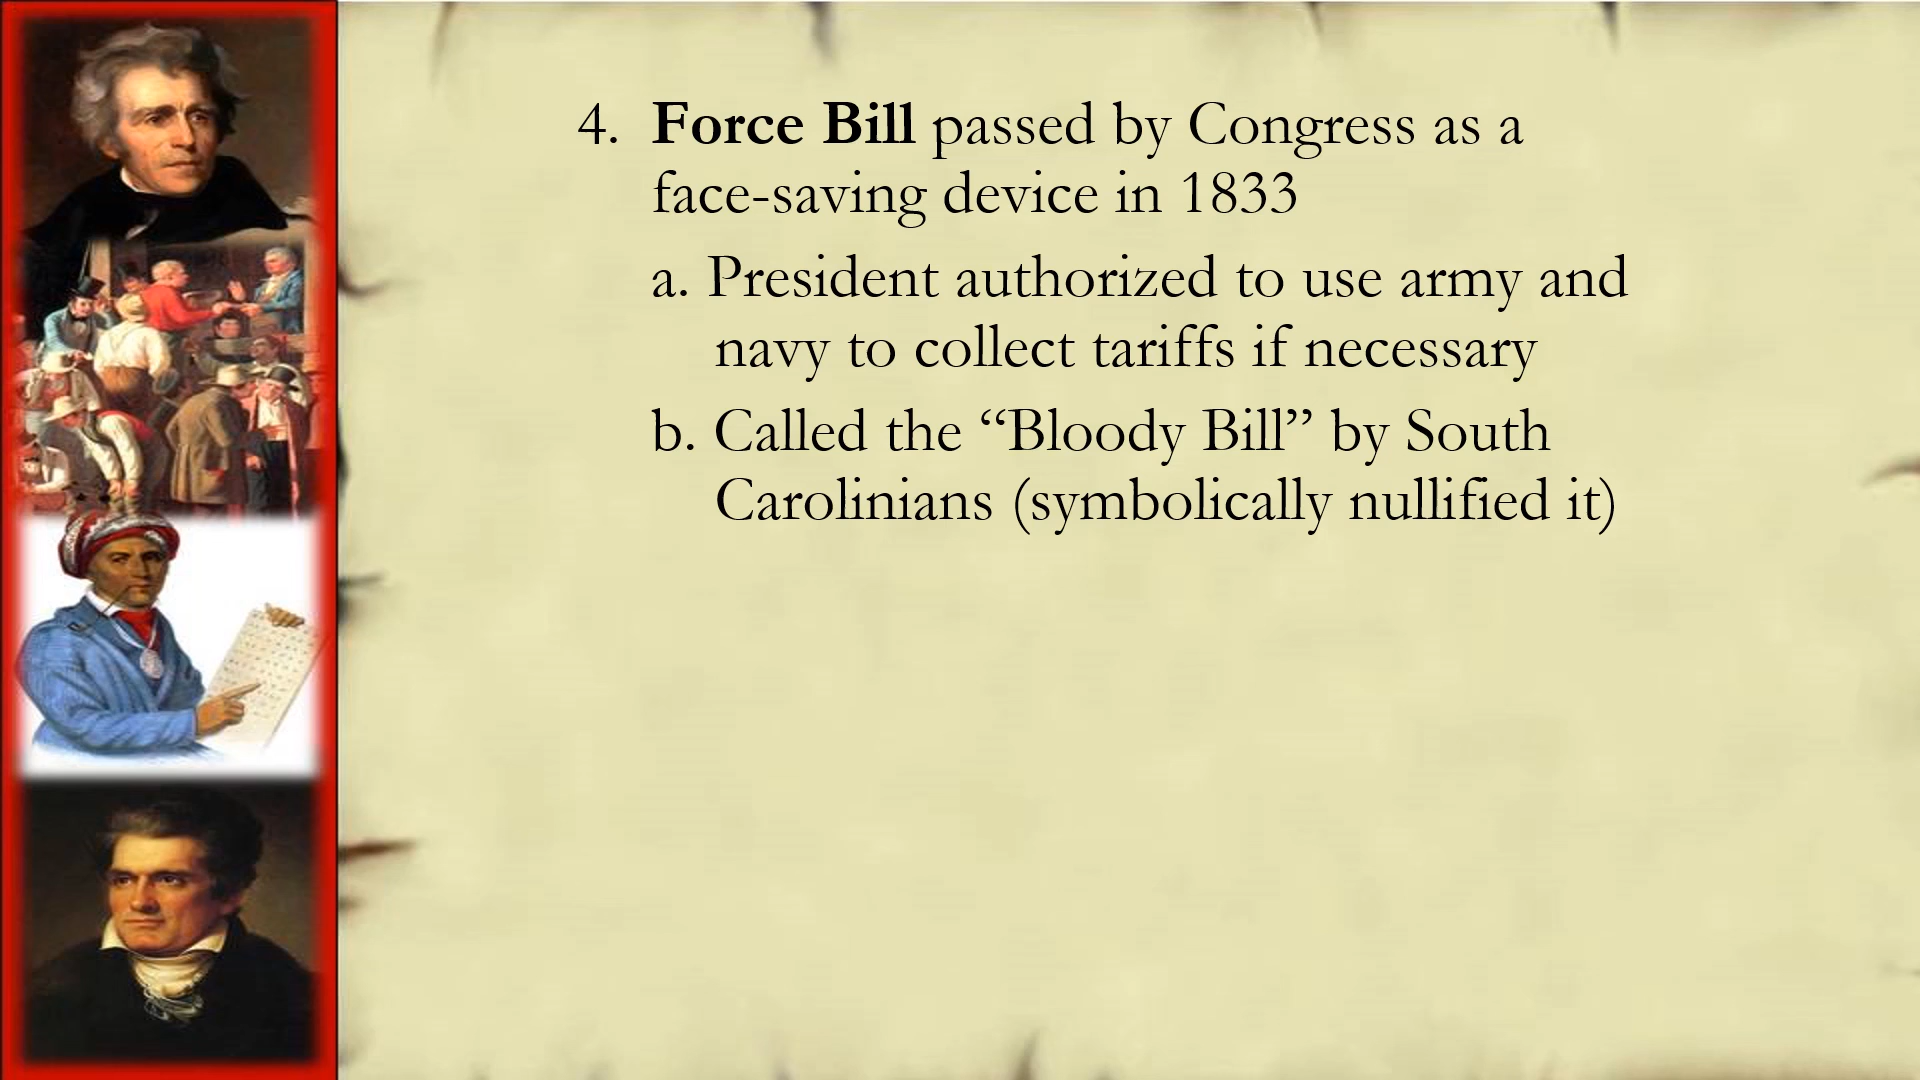 4. Force Bill passed by Congress as a
face-saving device in 1833
a. President authorized to use army and
navy to collect tariffs if necessary
b. Called the “Bloody Bill” by South
Carolinians (symbolically nullified it)